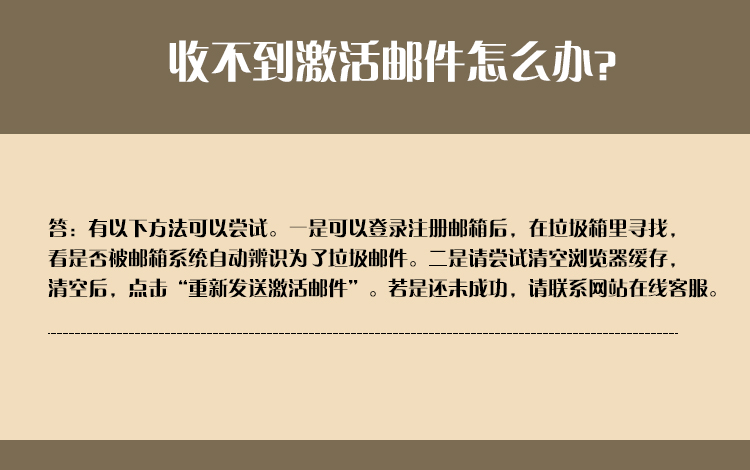 收不到激活邮件怎么办?
答：有以下方法可以尝试。一是可以登录注册邮箱后，在垃圾箱里寻找，
看是否被邮箱系统自动辨识为了垃圾邮件。二是请尝试清空浏览器缓存，
清空后，点击“重新发送激活邮件”。若是还未成功，请联系网站在线客服。